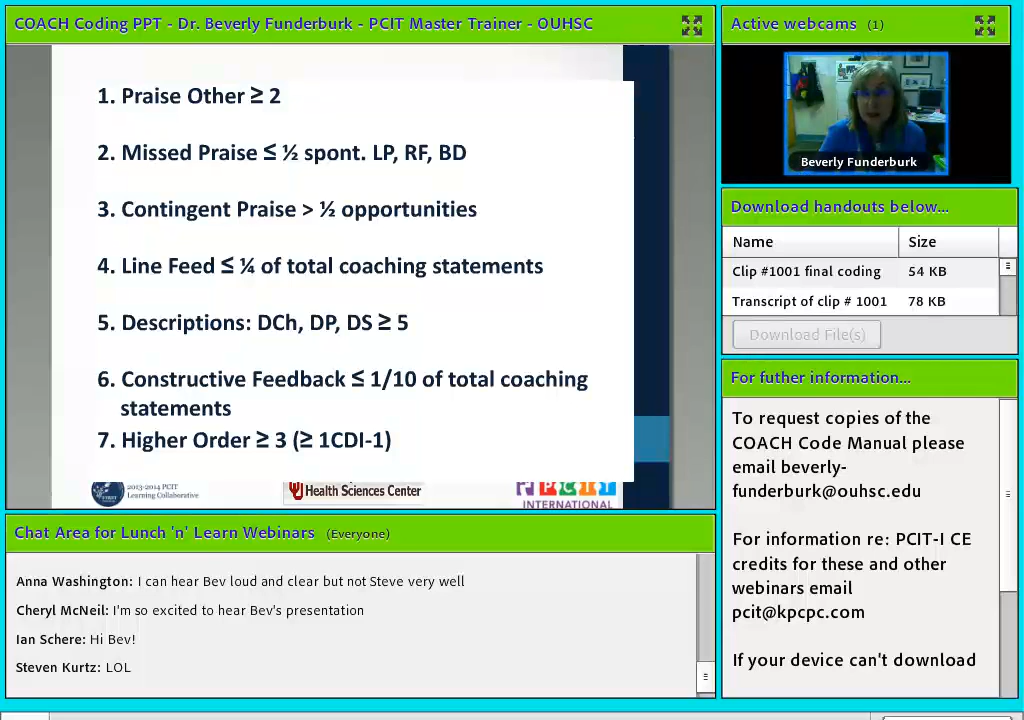 COACH Coding PPT - Dr. Beverly Funderburk - PCIT Master Trainer - OUHSC
1. Praise Other ≥ 2
2. Missed Praise ≤ ½ spont. LP, RF, BD
3. Contingent Praise > ½ opportunities
4. Line Feed ≤ ¼ of total coaching statements
5. Descriptions: DCh, DP, DS ≥ 5
6. Constructive Feedback ≤ 1/10 of total coaching
statements
7. Higher Order ≥ 3 (≥ 1CDI-1)
2013-2014 PCIT
Learning Collaborative
Health Sciences Center
PCIT
INTERNATIONAL
Chat Area for Lunch 'n' Learn Webinars (Everyone)
Anna Washington: I can hear Bev loud and clear but not Steve very well
Cheryl McNeil: I'm so excited to hear Bev's presentation
Ian Schere: Hi Bev!
Steven Kurtz: LOL
Active webcams (1)
Beverly Funderburk
Download handouts below...
Name Size
Clip #1001 final coding 54 KB
Transcript of clip # 1001 78 KB
Download File(s)
For futher information...
To request copies of the
COACH Code Manual please
email beverly-
funderburk@ouhsc.edu
For information re: PCIT-I CE
credits for these and other
webinars email
pcit@kpcpc.com
If your device can't download